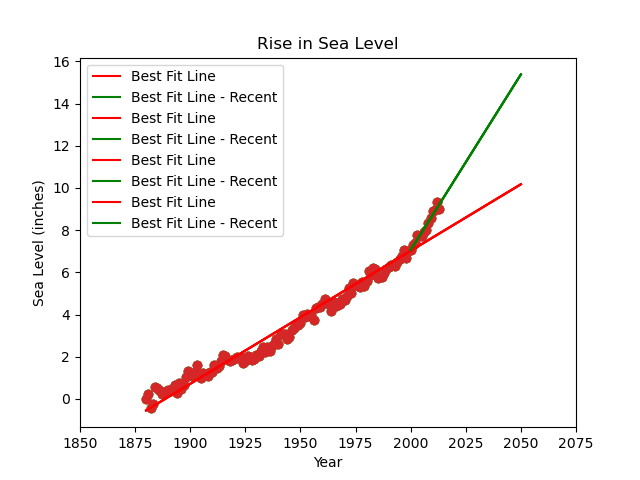 Rise in Sea Level
16
14
12
10
8
6
4
2
0
Sea Level (inches)
Best Fit Line
Best Fit Line - Recent
Best Fit Line
Best Fit Line - Recent
Best Fit Line
Best Fit Line - Recent
Best Fit Line
Best Fit Line - Recent
1850 1875 1900 1925 1950 1975 2000 2025 2050 2075
Year